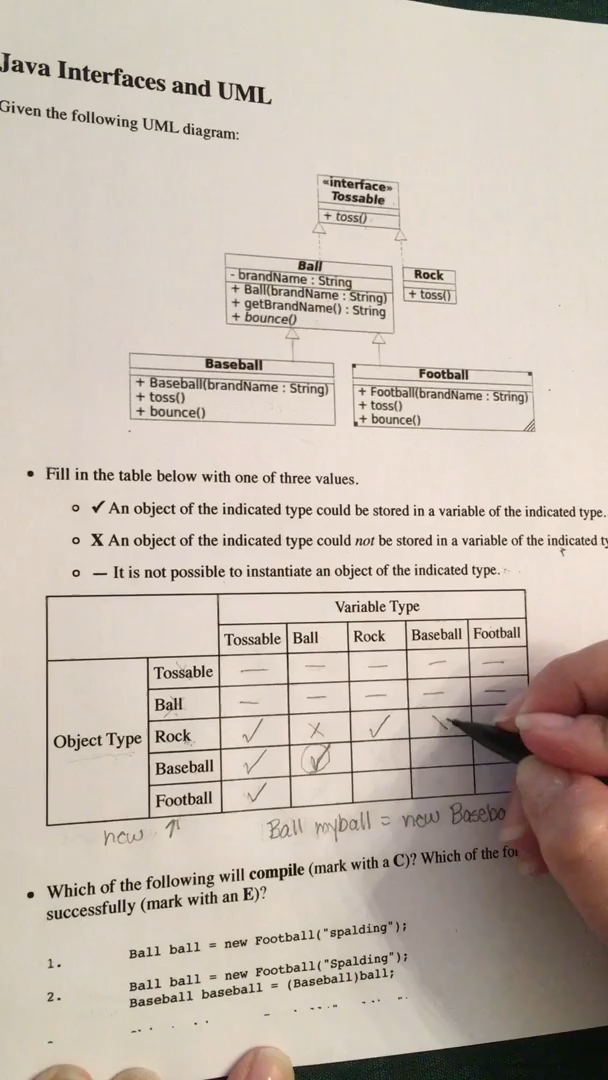 Java Interfaces and UML
Given the following UML diagram:
«interface»
Tossable
+ toss()
Ball
- brandName : String
+ Ball(brandName : String)
+ getBrandName() : String
+ bounce()
Rock
+ toss()
Baseball
+ Baseball(brandName : String)
+ toss()
+ bounce()
Football
+ Football(brandName : String)
+ toss()
+ bounce()
• Fill in the table below with one of three values.
o ✓ An object of the indicated type could be stored in a variable of the indicated type.
o X An object of the indicated type could not be stored in a variable of the indicated
o — It is not possible to instantiate an object of the indicated type.
Variable Type
Tossable Ball Rock Baseball Football
Object Type
Tossable — — — — —
Ball — — — — —
Rock ✓ X ✓
Baseball ✓ ✓
Football ✓
new ↑ Ball myball = new Basebo
• Which of the following will compile (mark with a C)? Which of the
successfully (mark with an E)?
1. Ball ball = new Football("spalding");
2. Ball ball = new Football("Spalding");
Baseball baseball = (Baseball)ball;